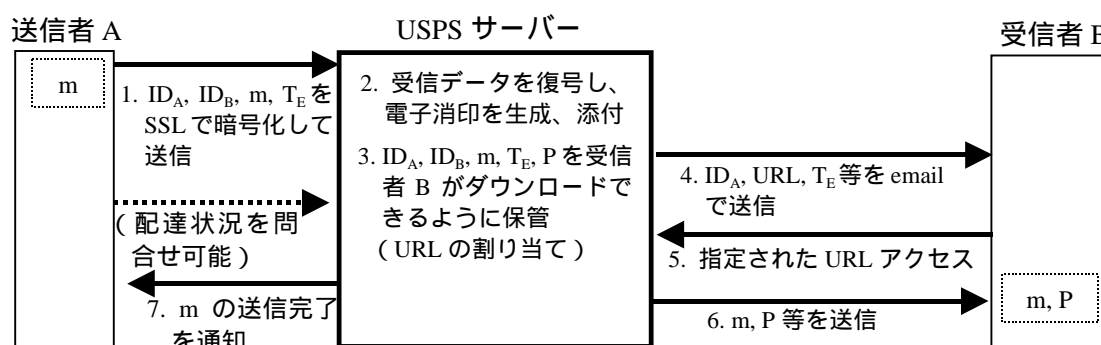 送信者 A
USPS サーバー
受信者 B
m
1. ID_A, ID_B, m, T_E を
SSL で暗号化して
送信
(配達状況を問
合せ可能)
7. m の送信完了
を通知
2. 受信データを復号し、
電子消印を生成、添付
3. ID_A, ID_B, m, T_E, P を受信
者 B がダウンロードで
きるように保管
(URL の割り当て)
4. ID_A, URL, T_E 等を email
で送信
5. 指定された URL アクセス
6. m, P 等を送信
m, P